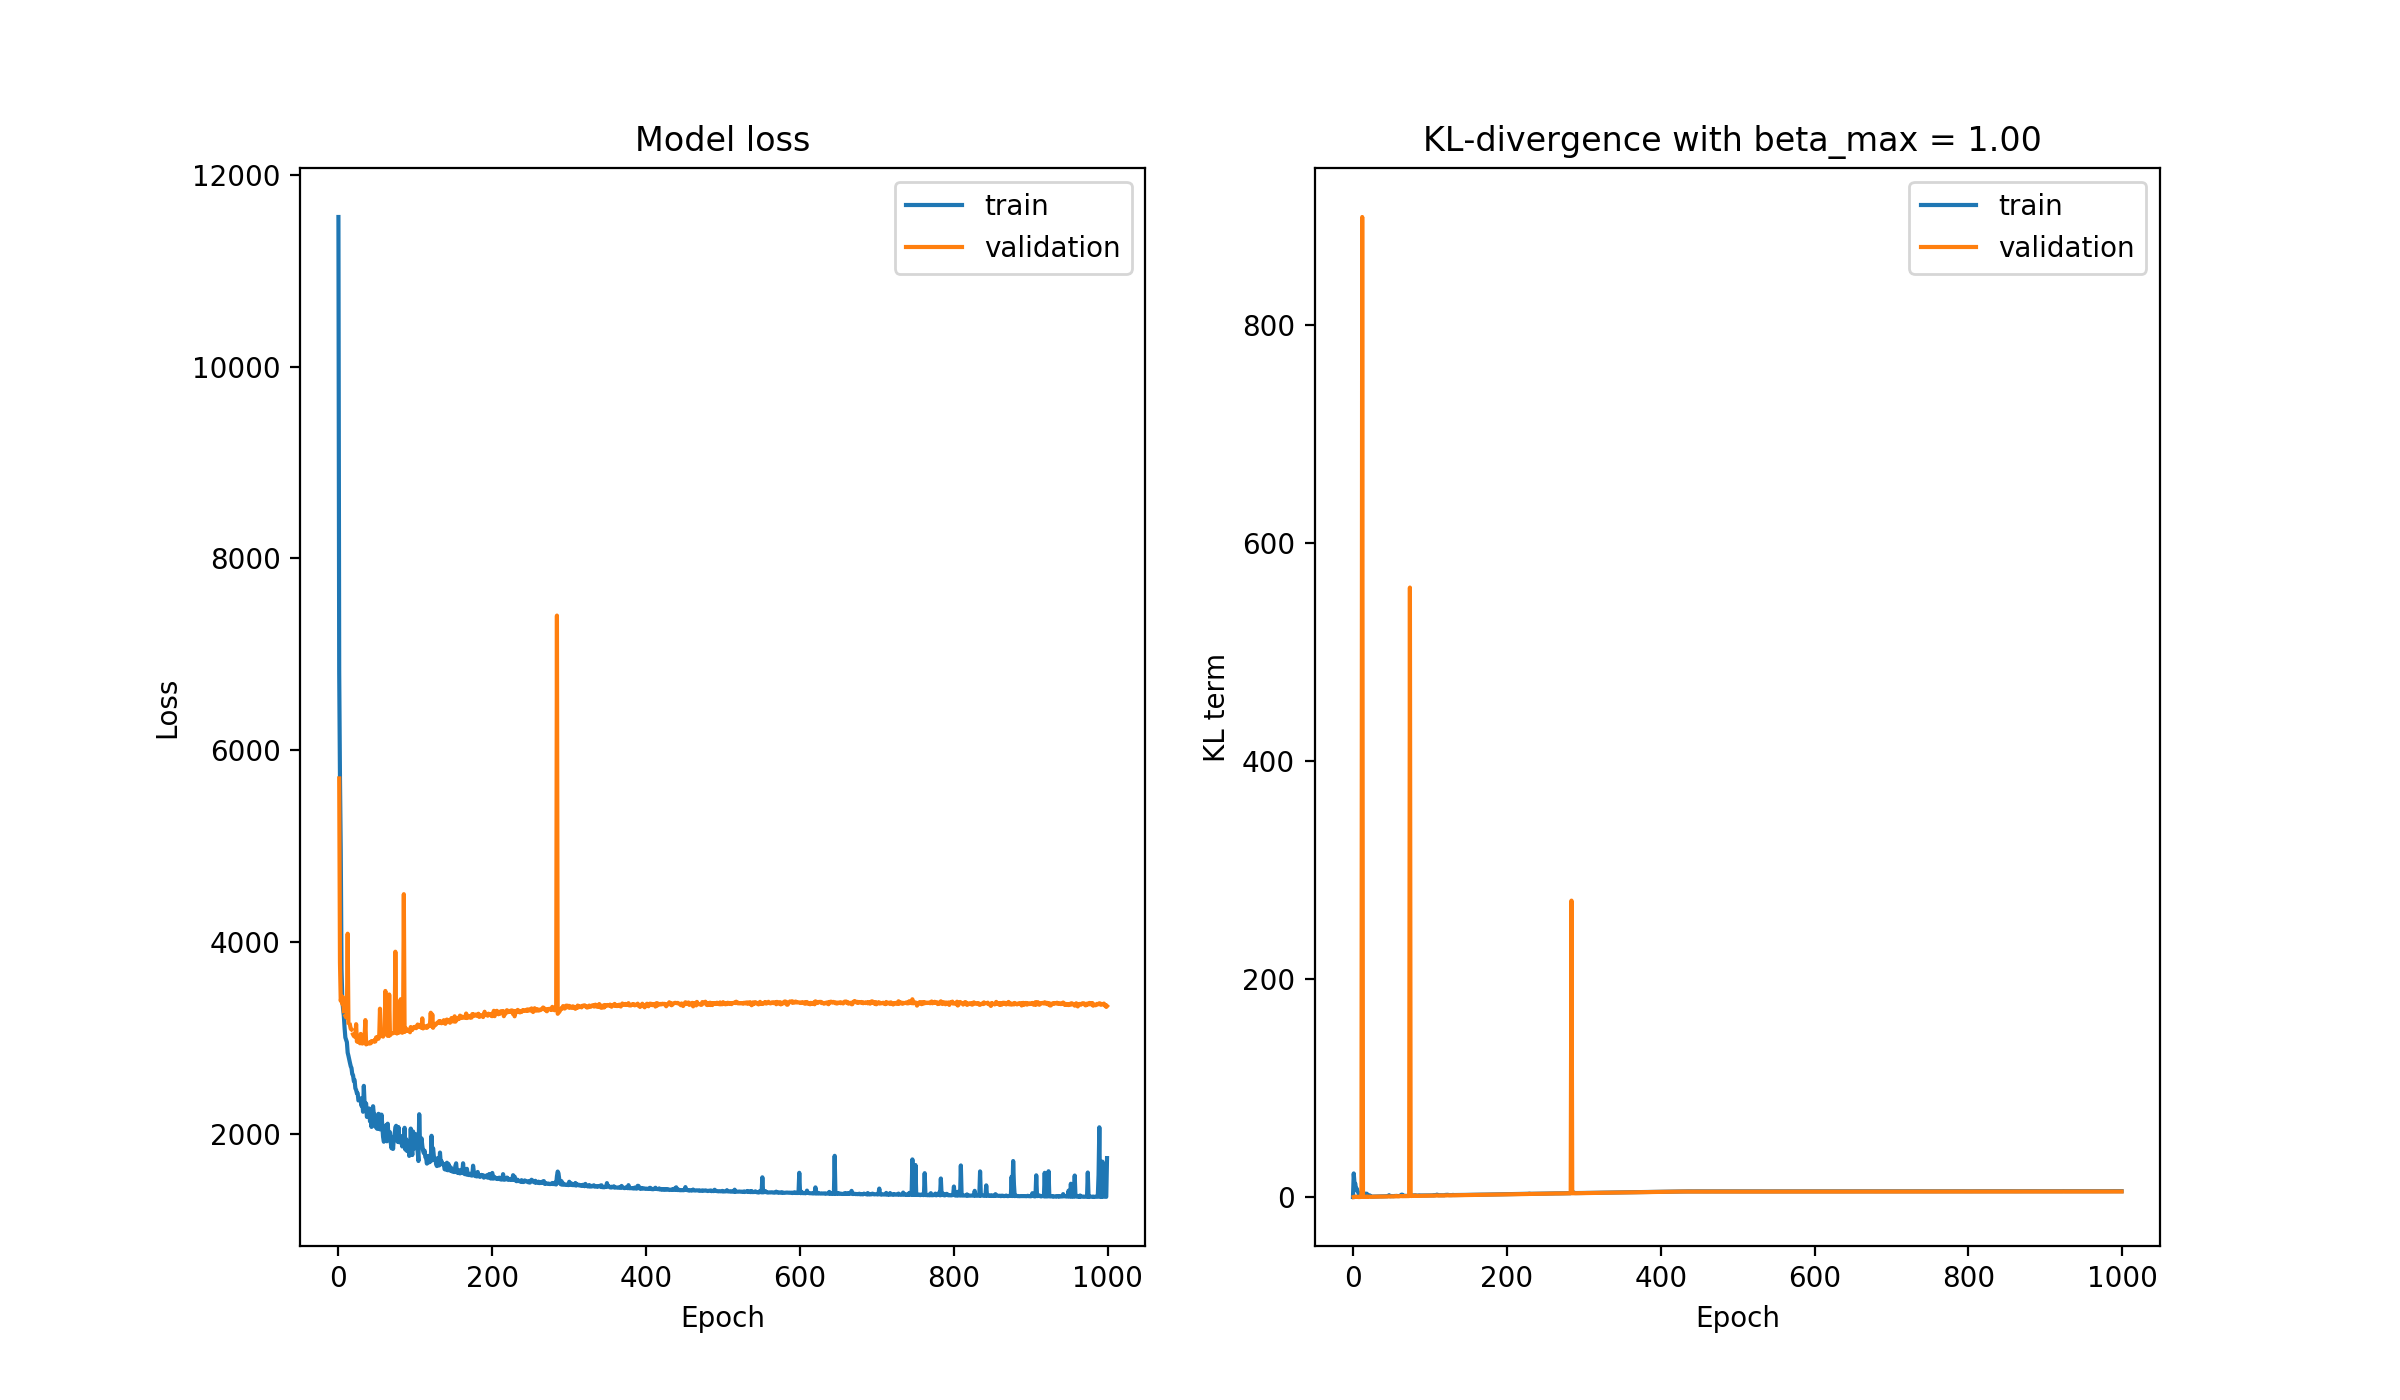 Model loss
12000
10000
8000
6000
4000
2000
Loss
0 200 400 600 800 1000
Epoch
train
validation
KL-divergence with beta_max = 1.00
800
600
400
200
0
KL term
0 200 400 600 800 1000
Epoch
train
validation